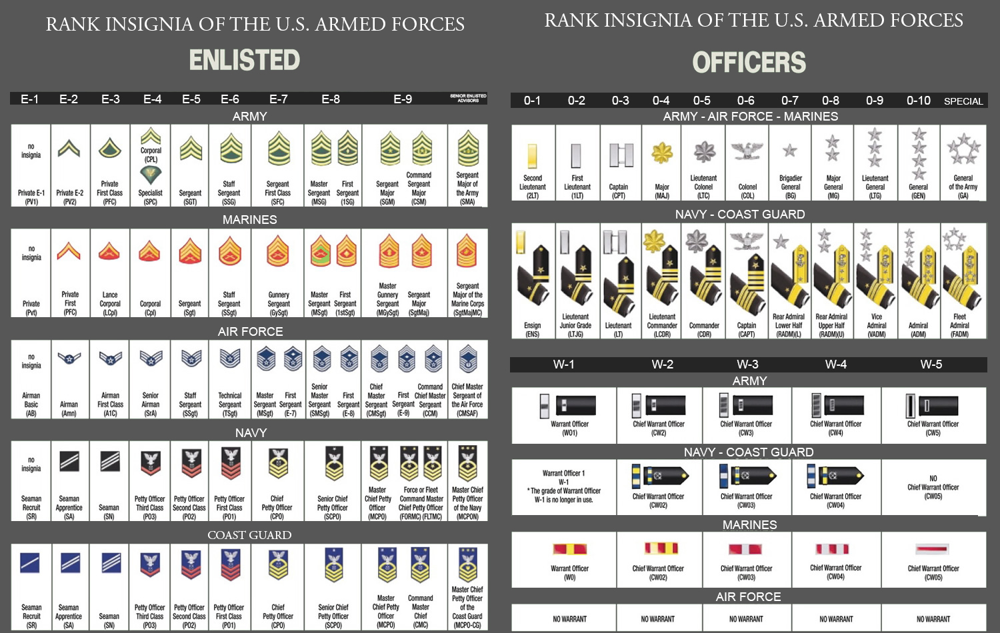 RANK INSIGNIA OF THE U.S. ARMED FORCES
ENLISTED
E-1 E-2 E-3 E-4 E-5 E-6 E-7 E-8 E-9 SENIOR ENLISTED ADVISORS
ARMY
no insignia
Private E-1 (PV1)
Private E-2 (PV2)
Private First Class (PFC)
Corporal (CPL)
Specialist (SPC)
Sergeant (SGT)
Staff Sergeant (SSG)
Sergeant First Class (SFC)
Master Sergeant (MSG)
First Sergeant (1SG)
Sergeant Major (SGM)
Command Sergeant Major (CSM)
Sergeant Major of the Army (SMA)
MARINES
no insignia
Private (Pvt)
Private First (PFC)
Lance Corporal (LCpl)
Corporal (Cpl)
Sergeant (Sgt)
Staff Sergeant (SSgt)
Gunnery Sergeant (GySgt)
Master Sergeant (MSgt)
First Sergeant (1stSgt)
Master Gunnery Sergeant (MGySgt)
Sergeant Major (SgtMaj)
Sergeant Major of the Marine Corps (SgtMajMC)
AIR FORCE
no insignia
Airman Basic (AB)
Airman (Amn)
Airman First Class (A1C)
Senior Airman (SrA)
Staff Sergeant (SSgt)
Technical Sergeant (TSgt)
Master Sergeant (MSgt)
First Sergeant (E-7)
Senior Master Sergeant (SMSgt)
First Sergeant (E-8)
Chief Master Sergeant (CMSgt)
First Sergeant (E-9)
Command Chief Master Sergeant (CCM)
Chief Master Sergeant of the Air Force (CMSAF)
NAVY
no insignia
Seaman Recruit (SR)
Seaman Apprentice (SA)
Seaman (SN)
Petty Officer Third Class (PO3)
Petty Officer Second Class (PO2)
Petty Officer First Class (PO1)
Chief Petty Officer (CPO)
Senior Chief Petty Officer (SCPO)
Master Chief Petty Officer (MCPO)
Force or Fleet Command Master Chief Petty Officer (FORMC) (FLTMC)
Master Chief Petty Officer of the Navy (MCPON)
COAST GUARD
Seaman Recruit (SR)
Seaman Apprentice (SA)
Seaman (SN)
Petty Officer Third Class (PO3)
Petty Officer Second Class (PO2)
Petty Officer First Class (PO1)
Chief Petty Officer (CPO)
Senior Chief Petty Officer (SCPO)
Master Chief Petty Officer (MCPO)
Command Master Chief (CMC)
Master Chief Petty Officer of the Coast Guard (MCPO-CG)
RANK INSIGNIA OF THE U.S. ARMED FORCES
OFFICERS
0-1 0-2 0-3 0-4 0-5 0-6 0-7 0-8 0-9 0-10 SPECIAL
ARMY - AIR FORCE - MARINES
Second Lieutenant (2LT)
First Lieutenant (1LT)
Captain (CPT)
Major (MAJ)
Lieutenant Colonel (LTC)
Colonel (COL)
Brigadier General (BG)
Major General (MG)
Lieutenant General (LTG)
General (GEN)
General of the Army (GA)
NAVY - COAST GUARD
Ensign (ENS)
Lieutenant Junior Grade (LTJG)
Lieutenant (LT)
Lieutenant Commander (LCDR)
Commander (CDR)
Captain (CAPT)
Rear Admiral Lower Half (RADM)(L)
Rear Admiral Upper Half (RADM)(U)
Vice Admiral (VADM)
Admiral (ADM)
Fleet Admiral (FADM)
W-1 W-2 W-3 W-4 W-5
ARMY
Warrant Officer (WO1)
Chief Warrant Officer (CW2)
Chief Warrant Officer (CW3)
Chief Warrant Officer (CW4)
Chief Warrant Officer (CW5)
NAVY - COAST GUARD
Warrant Officer 1
W-1
* The grade of Warrant Officer
W-1 is no longer in use.
Chief Warrant Officer (CWO2)
Chief Warrant Officer (CWO3)
Chief Warrant Officer (CWO4)
NO Chief Warrant Officer (CWO5)
MARINES
Warrant Officer (WO)
Chief Warrant Officer (CWO2)
Chief Warrant Officer (CWO3)
Chief Warrant Officer (CWO4)
Chief Warrant Officer (CWO5)
AIR FORCE
NO WARRANT NO WARRANT NO WARRANT NO WARRANT NO WARRANT